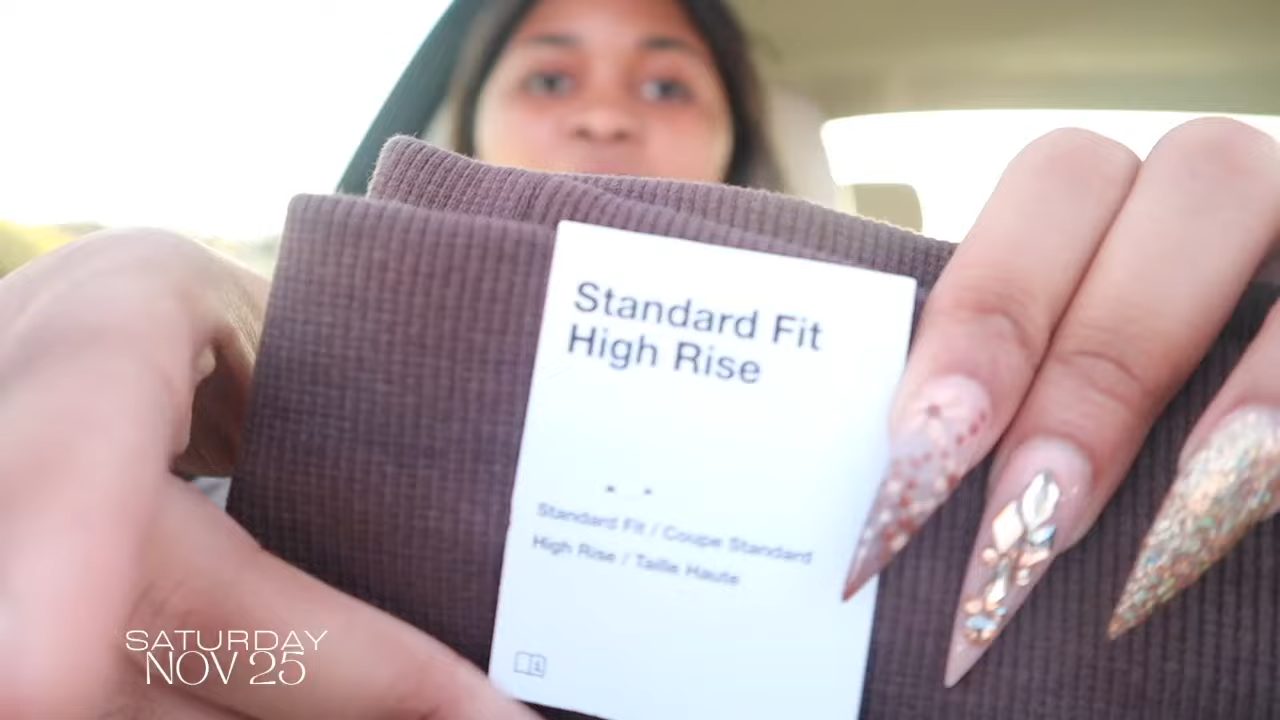 Standard Fit
High Rise
Standard Fit / Coupe Standard
High Rise / Taille Haute
SATURDAY
NOV 25